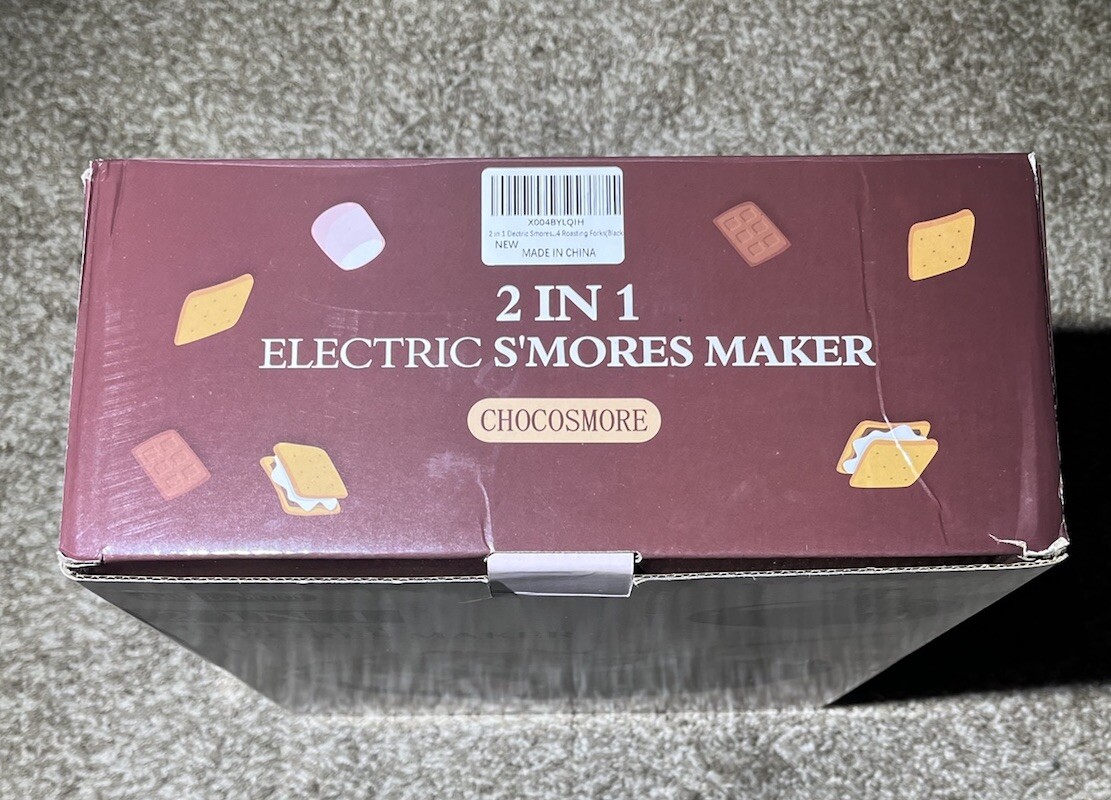 X004BYLQIH
2 in 1 Electric Smores...4 Roasting Forks(Black
NEW
MADE IN CHINA
2 IN 1
ELECTRIC S'MORES MAKER
CHOCOSMORE